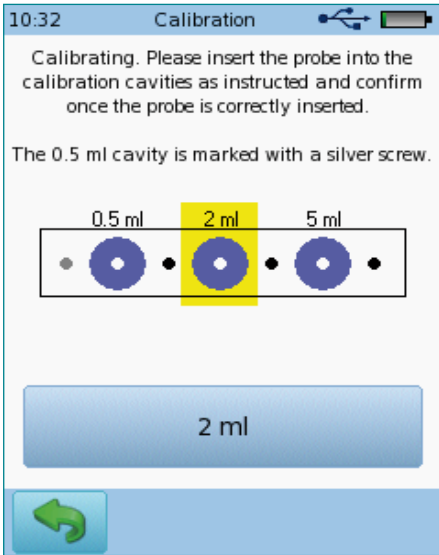 10:32 Calibration
Calibrating. Please insert the probe into the
calibration cavities as instructed and confirm
once the probe is correctly inserted.
The 0.5 ml cavity is marked with a silver screw.
0.5 ml 2 ml 5 ml
2 ml